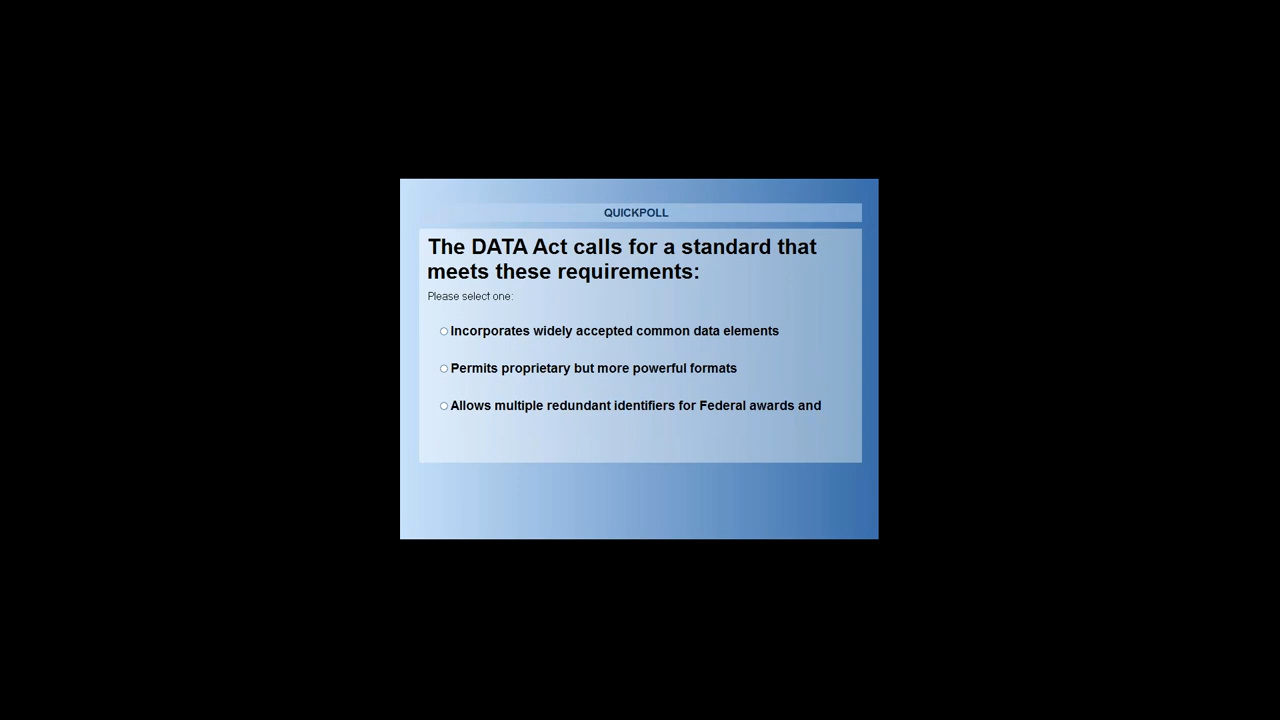 QUICKPOLL
The DATA Act calls for a standard that
meets these requirements:
Please select one:
Incorporates widely accepted common data elements
Permits proprietary but more powerful formats
Allows multiple redundant identifiers for Federal awards and